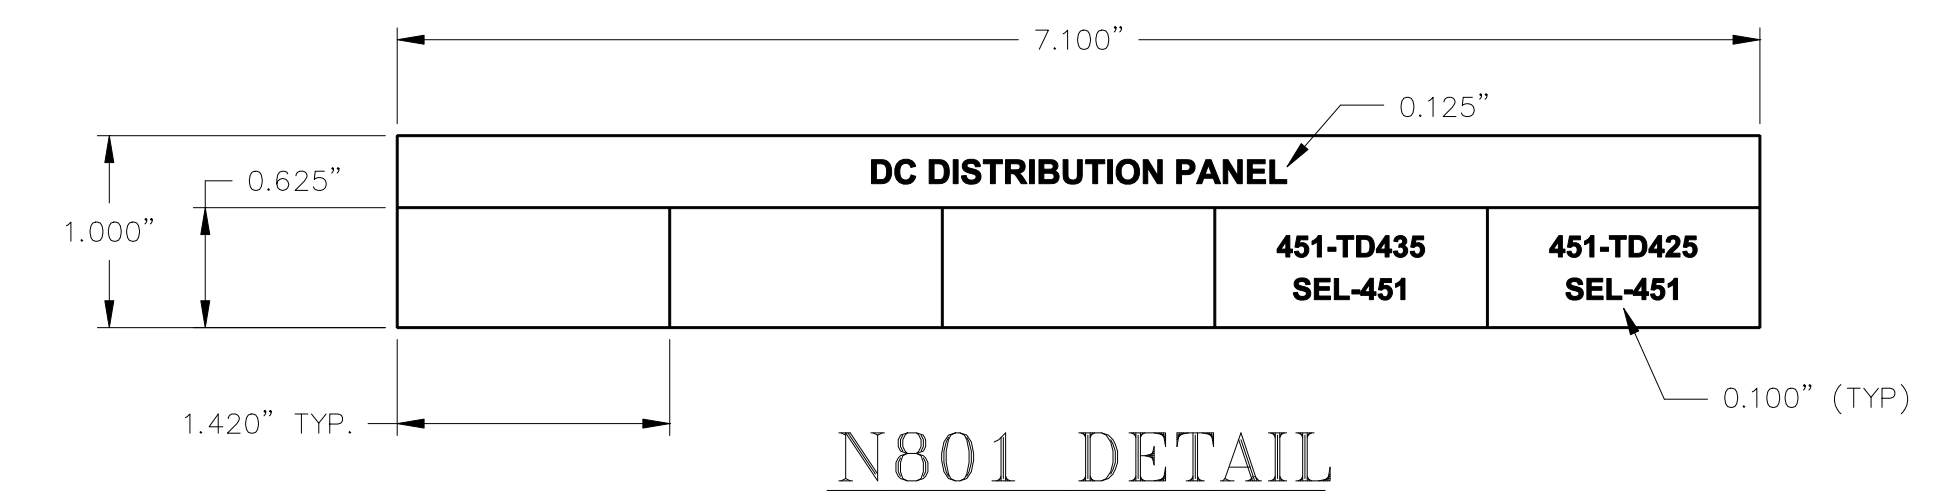 7.100”
0.125”
DC DISTRIBUTION PANEL
0.625”
1.000”
451-TD435
SEL-451
451-TD425
SEL-451
0.100” (TYP)
1.420” TYP.
N801 DETAIL